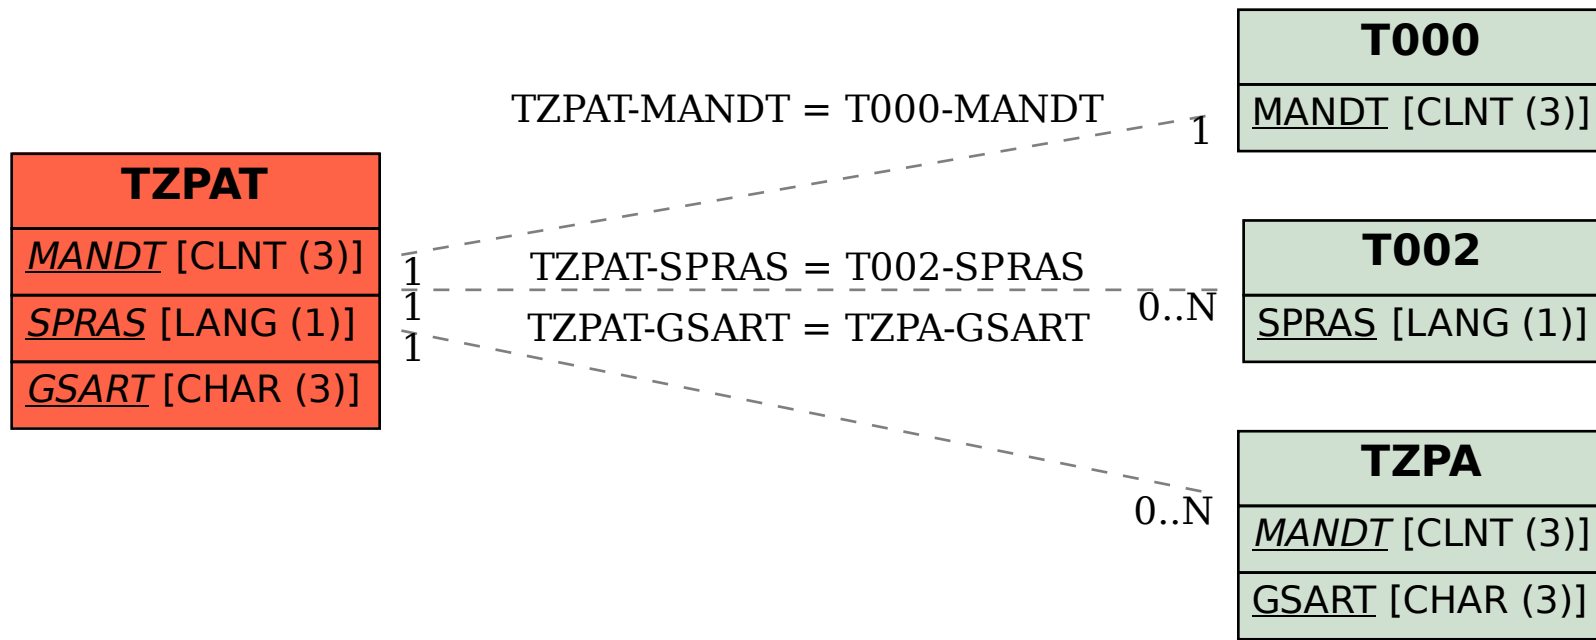 TZPAT
MANDT [CLNT (3)]
SPRAS [LANG (1)]
GSART [CHAR (3)]
TZPAT-MANDT = T000-MANDT
1
1
TZPAT-SPRAS = T002-SPRAS
1
0..N
TZPAT-GSART = TZPA-GSART
1
0..N
T000
MANDT [CLNT (3)]
T002
SPRAS [LANG (1)]
TZPA
MANDT [CLNT (3)]
GSART [CHAR (3)]